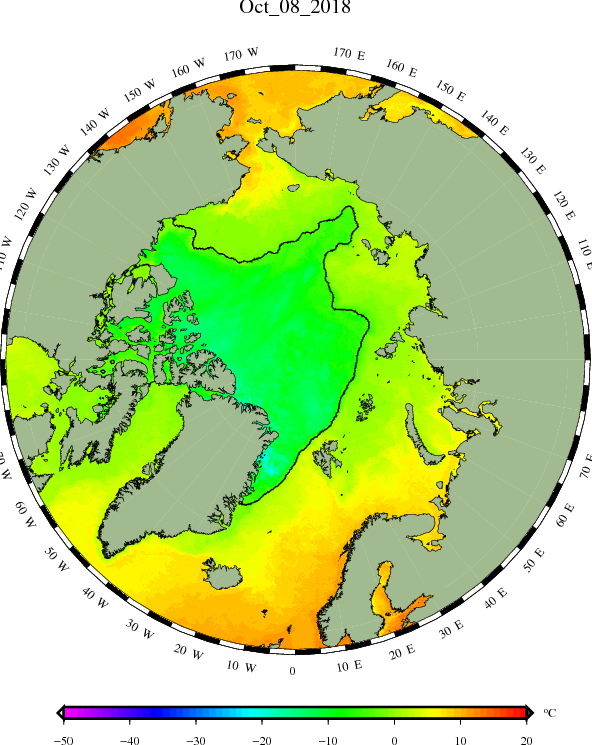 Oct_08_2018
170 W
170 E
160 W
160 E
150 W
150 E
140 W
140 E
130 W
130 E
120 W
120 E
110 E
70 E
60 W
60 E
50 W
50 E
40 W
40 E
30 W
30 E
20 W
20 E
10 W
10 E
0
°C
−50 −40 −30 −20 −10 0 10 20